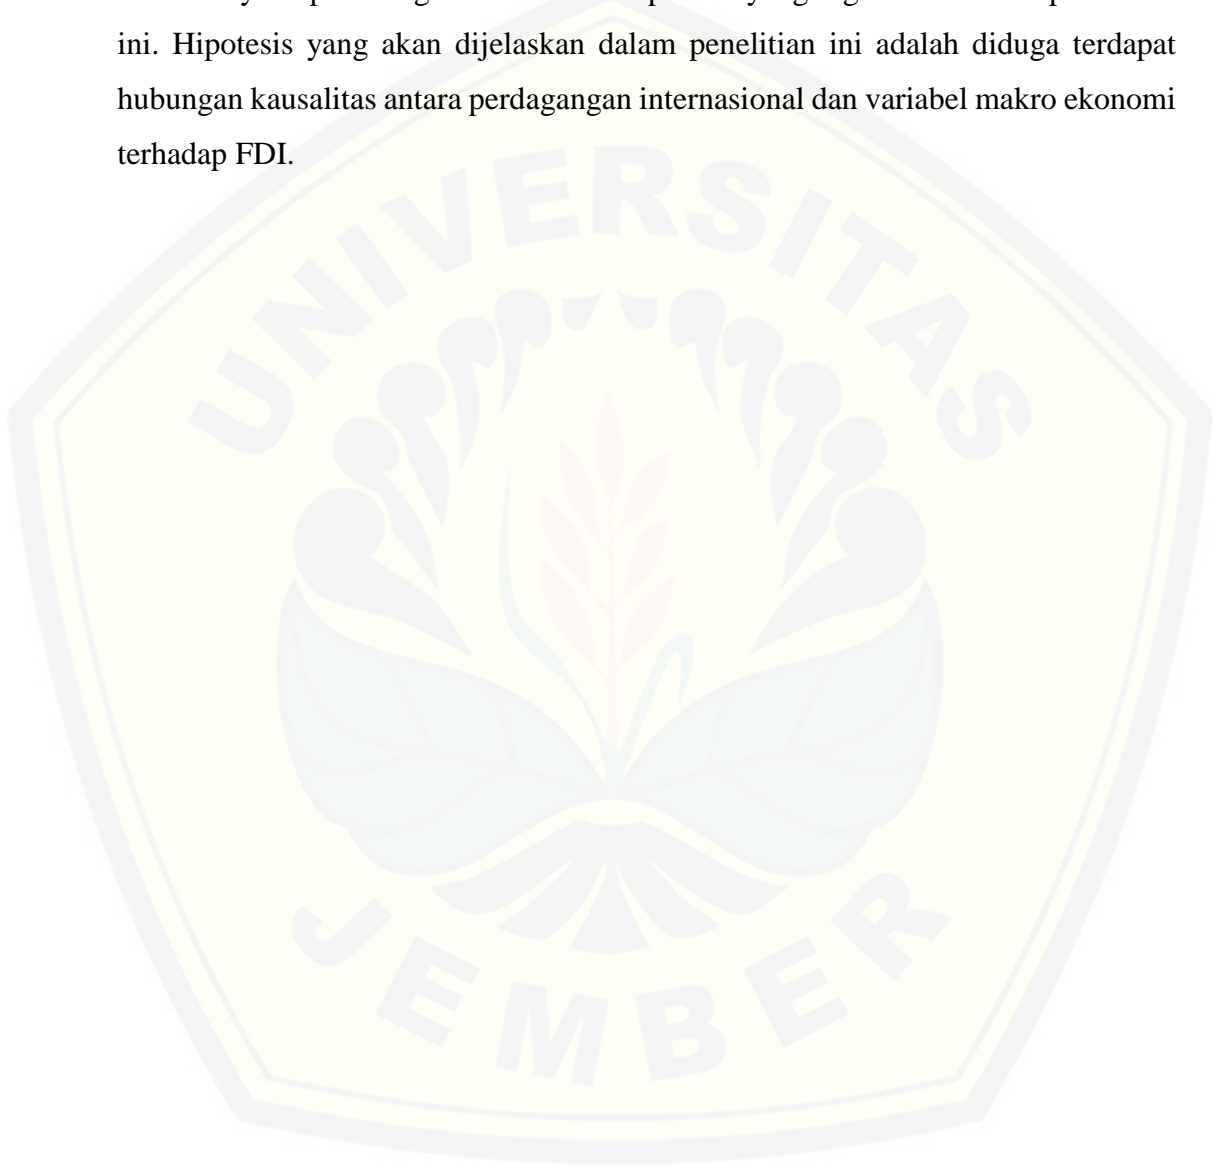 ini. Hipotesis yang akan dijelaskan dalam penelitian ini adalah diduga terdapat
hubungan kausalitas antara perdagangan internasional dan variabel makro ekonomi
terhadap FDI.
UNIVERSITAS
JEMBER